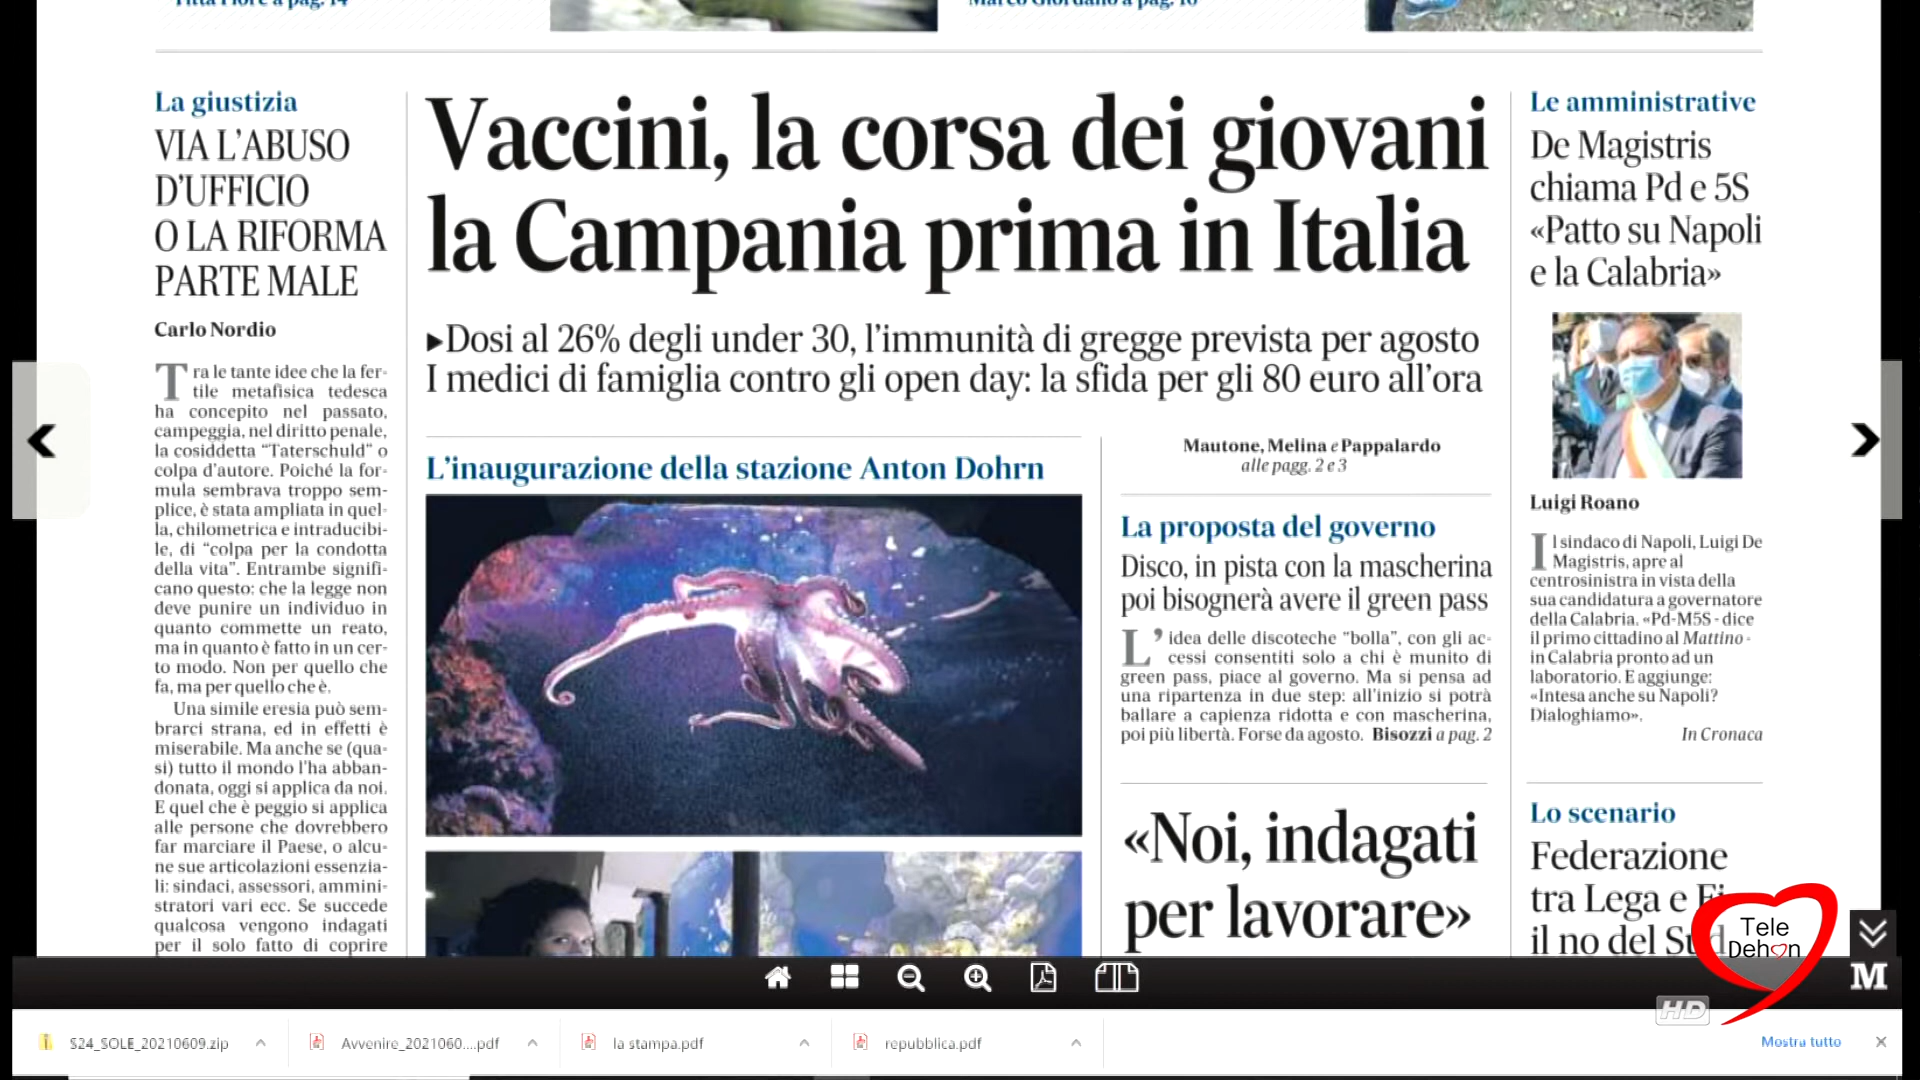 Titta Fiore a pag. 14
Marco Giordano a pag. 16
La giustizia
VIA L'ABUSO
D'UFFICIO
O LA RIFORMA
PARTE MALE
Carlo Nordio
Tra le tante idee che la fer-
tile metafisica tedesca
ha concepito nel passato,
campeggia, nel diritto penale,
la cosiddetta “Taterschuld” o
colpa d'autore. Poiché la for-
mula sembrava troppo sem-
plice, è stata ampliata in quel-
la, chilometrica e intraducibi-
le, di “colpa per la condotta
della vita”. Entrambe signifi-
cano questo: che la legge non
deve punire un individuo in
quanto commette un reato,
ma in quanto è fatto in un cer-
to modo. Non per quello che
fa, ma per quello che è.
Una simile eresia può sem-
brarci strana, ed in effetti è
miserabile. Ma anche se (qua-
si) tutto il mondo l'ha abban-
donata, oggi si applica da noi.
E quel che è peggio si applica
alle persone che dovrebbero
far marciare il Paese, o alcu-
ne sue articolazioni essenzia-
li: sindaci, assessori, ammini-
stratori vari ecc. Se succede
qualcosa vengono indagati
per il solo fatto di coprire
Vaccini, la corsa dei giovani
la Campania prima in Italia
▸Dosi al 26% degli under 30, l'immunità di gregge prevista per agosto
I medici di famiglia contro gli open day: la sfida per gli 80 euro all'ora
L'inaugurazione della stazione Anton Dohrn
Mautone, Melina e Pappalardo
alle pagg. 2 e 3
La proposta del governo
Disco, in pista con la mascherina
poi bisognerà avere il green pass
L'idea delle discoteche “bolla”, con gli ac-
cessi consentiti solo a chi è munito di
green pass, piace al governo. Ma si pensa ad
una ripartenza in due step: all'inizio si potrà
ballare a capienza ridotta e con mascherina,
poi più libertà. Forse da agosto. Bisozzi a pag. 2
«Noi, indagati
per lavorare»
Le amministrative
De Magistris
chiama Pd e 5S
«Patto su Napoli
e la Calabria»
Luigi Roano
Il sindaco di Napoli, Luigi De
Magistris, apre al
centrosinistra in vista della
sua candidatura a governatore
della Calabria. «Pd-M5S - dice
il primo cittadino al Mattino -
in Calabria pronto ad un
laboratorio. E aggiunge:
«Intesa anche su Napoli?
Dialoghiamo».
In Cronaca
Lo scenario
Federazione
tra Lega e Fi
il no del Sud
Tele
Dehon
HD
M
S24_SOLE_20210609.zip
Avvenire_2021060....pdf
la stampa.pdf
repubblica.pdf
Mostra tutto